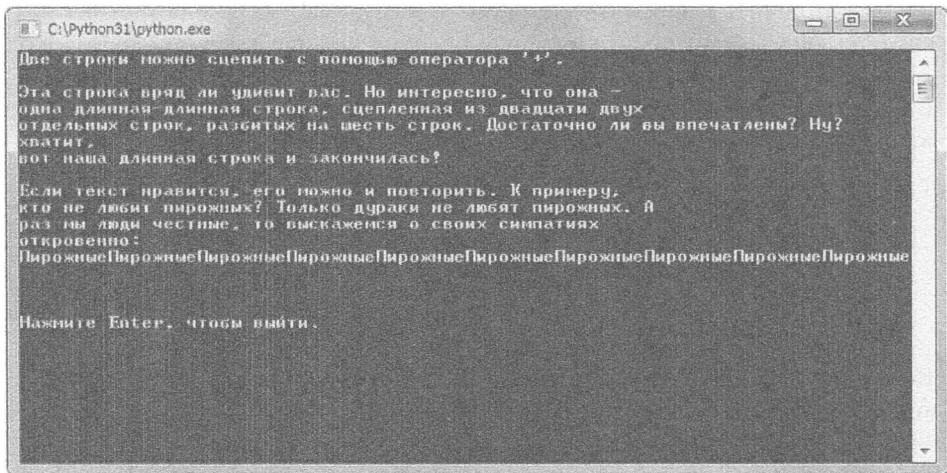 C:\Python31\python.exe
Две строки можно сцепить с помощью оператора '+'.
Эта строка вряд ли удивит вас. Но интересно, что она -
одна длинная-длинная строка, сцепленная из двадцати двух
отдельных строк, разбитых на шесть строк. Достаточно ли вы впечатлены? Ну?
хватит,
вот наша длинная строка и закончилась!
Если текст нравится, его можно и повторить. К примеру,
кто не любит пирожных? Только дураки не любят пирожных. А
раз мы люди честные, то выскажемся о своих симпатиях
откровенно:
ПирожныеПирожныеПирожныеПирожныеПирожныеПирожныеПирожныеПирожныеПирожныеПирожные
Нажмите Enter, чтобы выйти.